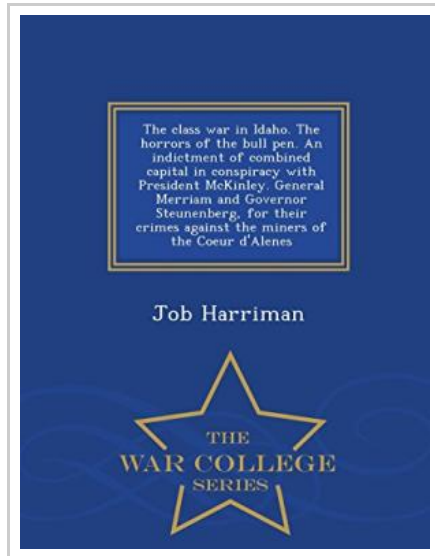 The class war in Idaho. The
horrors of the bull pen. An
indictment of combined
capital in conspiracy with
President McKinley. General
Merriam and Governor
Steunenberg, for their
crimes against the miners of
the Coeur d'Alenes
Job Harriman
THE
WAR COLLEGE
SERIES